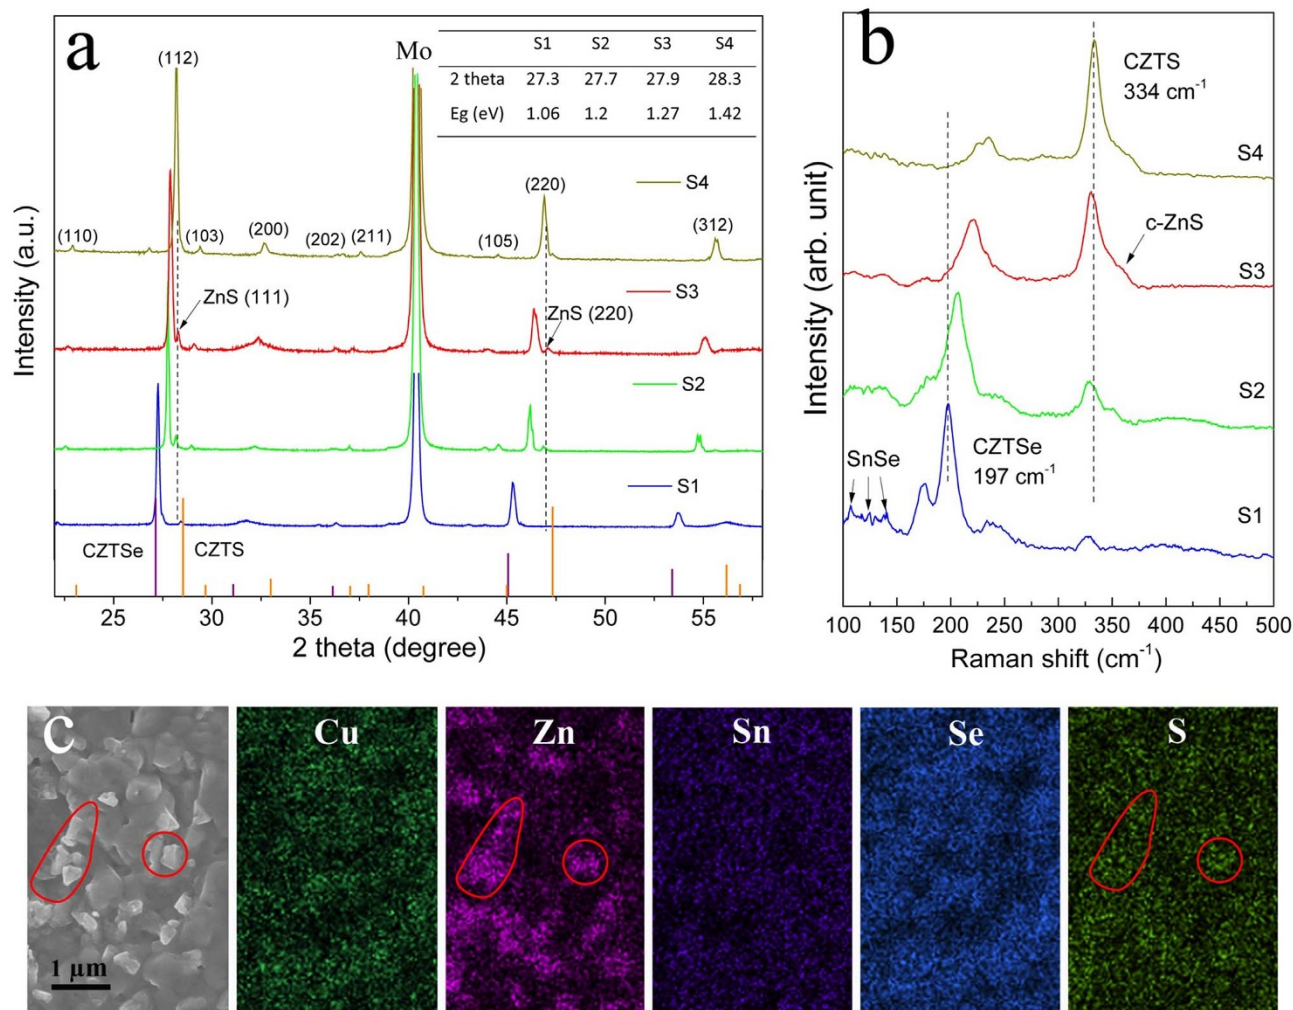 a
(112)
Mo
S1 S2 S3 S4
2 theta 27.3 27.7 27.9 28.3
Eg (eV) 1.06 1.2 1.27 1.42
S4
(220)
(110)
(103)
(200)
(202)
(211)
(105)
(312)
ZnS (111)
S3
ZnS (220)
S2
S1
CZTSe
CZTS
Intensity (a.u.)
25 30 35 40 45 50 55
2 theta (degree)
b
CZTS
334 cm⁻¹
S4
c-ZnS
S3
S2
CZTSe
197 cm⁻¹
SnSe
S1
Intensity (arb. unit)
100 150 200 250 300 350 400 450 500
Raman shift (cm⁻¹)
c
Cu
Zn
Sn
Se
S
1 µm